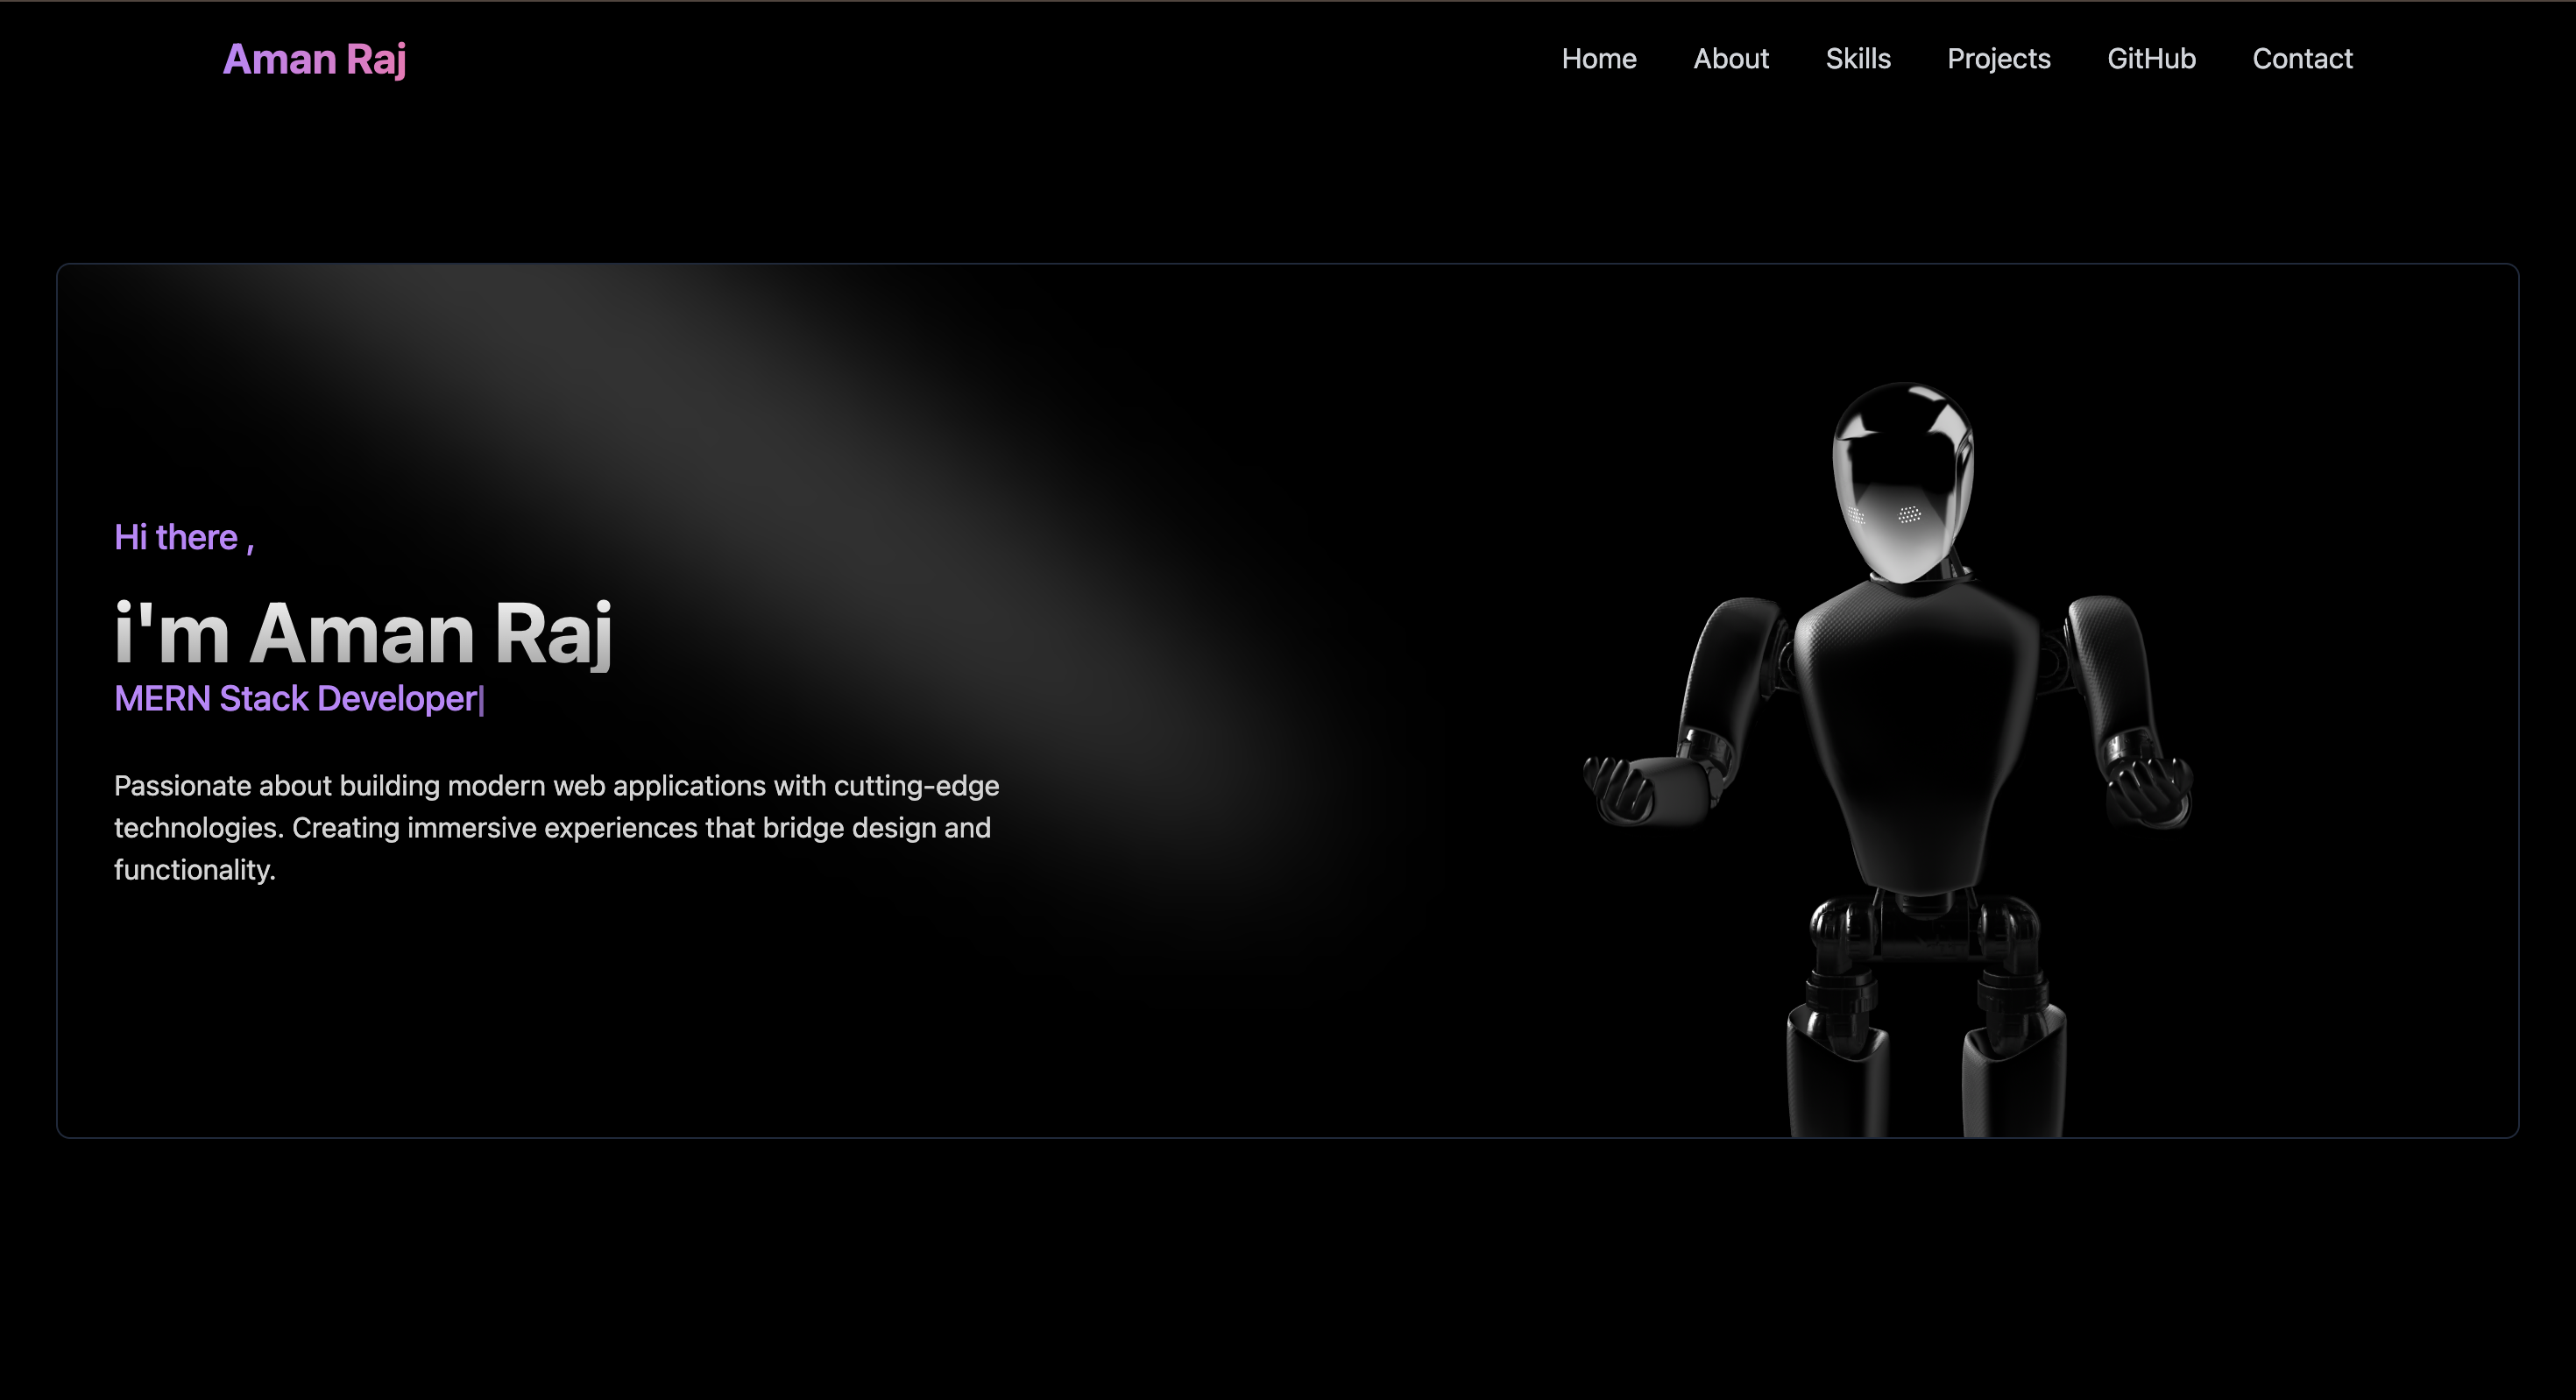 Aman Raj
Home About Skills Projects GitHub Contact
Hi there ,
i'm Aman Raj
MERN Stack Developer|
Passionate about building modern web applications with cutting-edge
technologies. Creating immersive experiences that bridge design and
functionality.